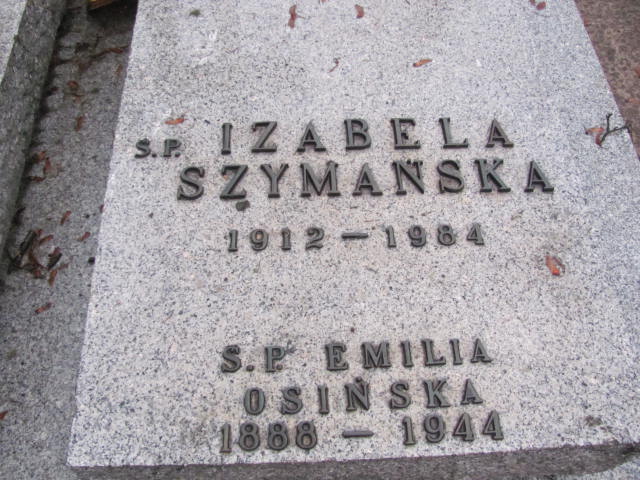 Ś.P. IZABELA
SZYMAŃSKA
1912 - 1984
Ś.P. EMILIA
OSIŃSKA
1888 - 1944